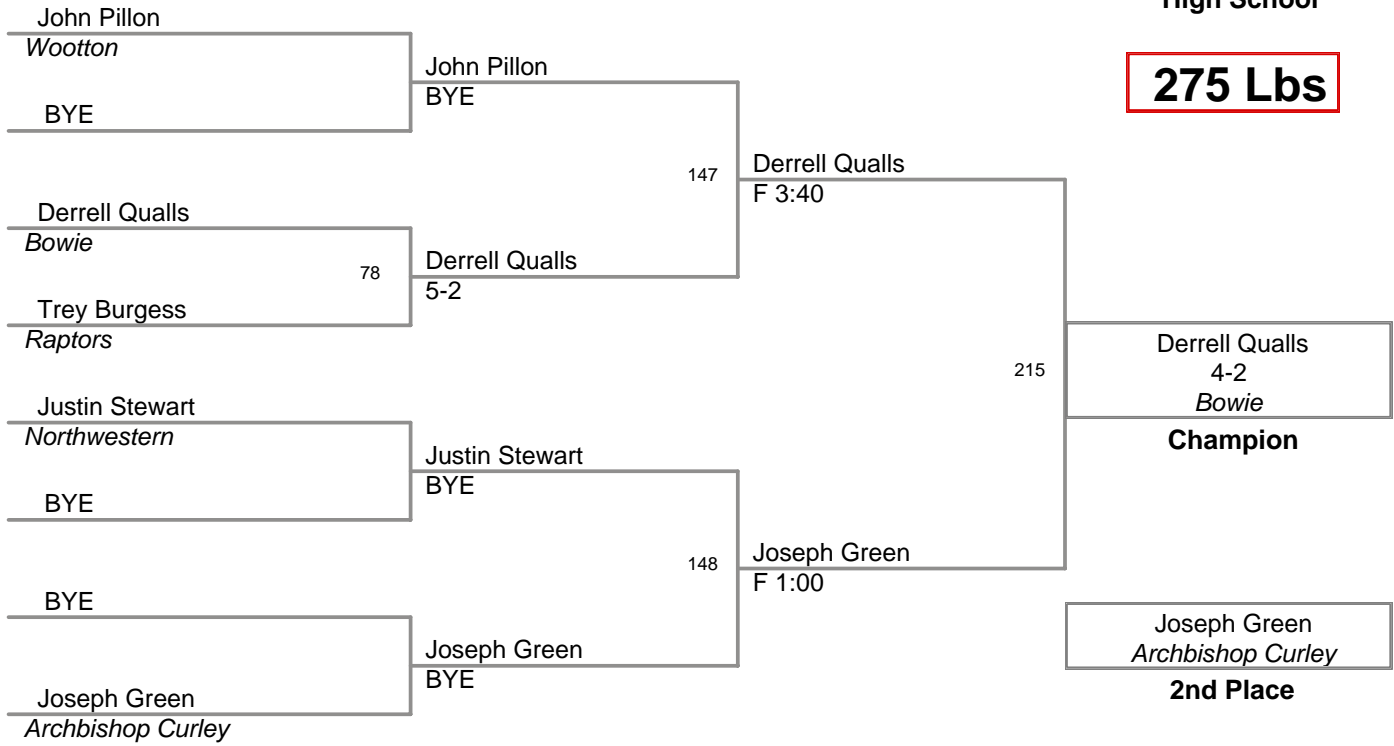 High School
275 Lbs
John Pillon
Wootton
BYE
Derrell Qualls
Bowie
78
Trey Burgess
Raptors
Justin Stewart
Northwestern
BYE
BYE
Joseph Green
Archbishop Curley
John Pillon
BYE
147
Derrell Qualls
5-2
Justin Stewart
BYE
148
Joseph Green
BYE
Derrell Qualls
F 3:40
215
Joseph Green
F 1:00
Derrell Qualls
4-2
Bowie
Champion
Joseph Green
Archbishop Curley
2nd Place